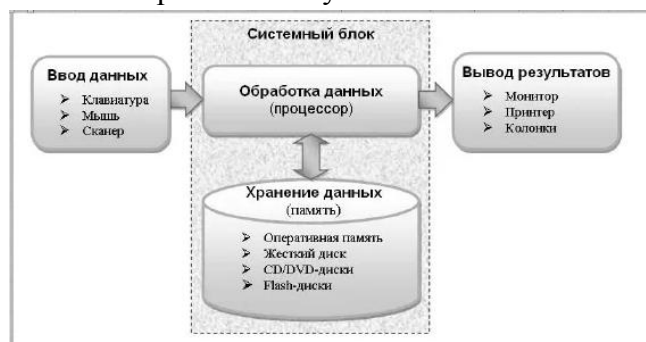 Системный блок
Ввод данных
➢ Клавиатура
➢ Мышь
➢ Сканер
Обработка данных
(процессор)
Вывод результатов
➢ Монитор
➢ Принтер
➢ Колонки
Хранение данных
(память)
➢ Оперативная память
➢ Жесткий диск
➢ CD/DVD-диски
➢ Flash-диски